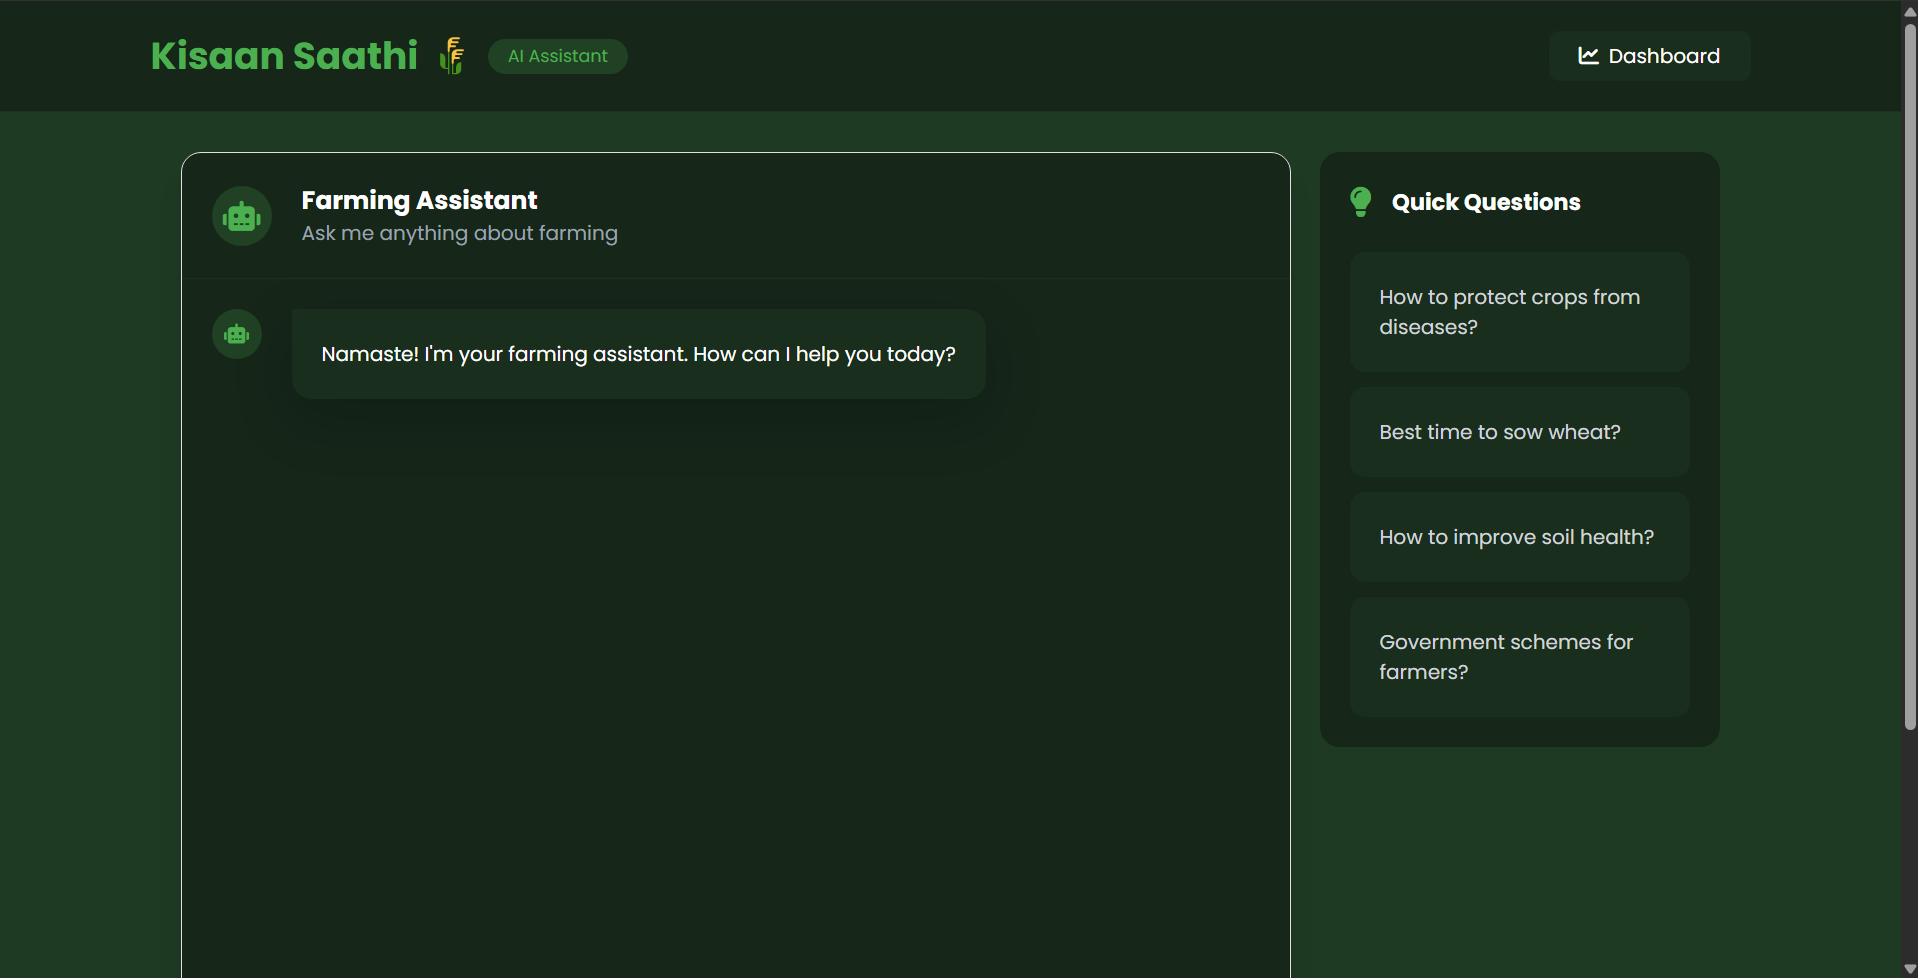 Kisaan Saathi
AI Assistant
Dashboard
Farming Assistant
Ask me anything about farming
Namaste! I'm your farming assistant. How can I help you today?
Quick Questions
How to protect crops from
diseases?
Best time to sow wheat?
How to improve soil health?
Government schemes for
farmers?